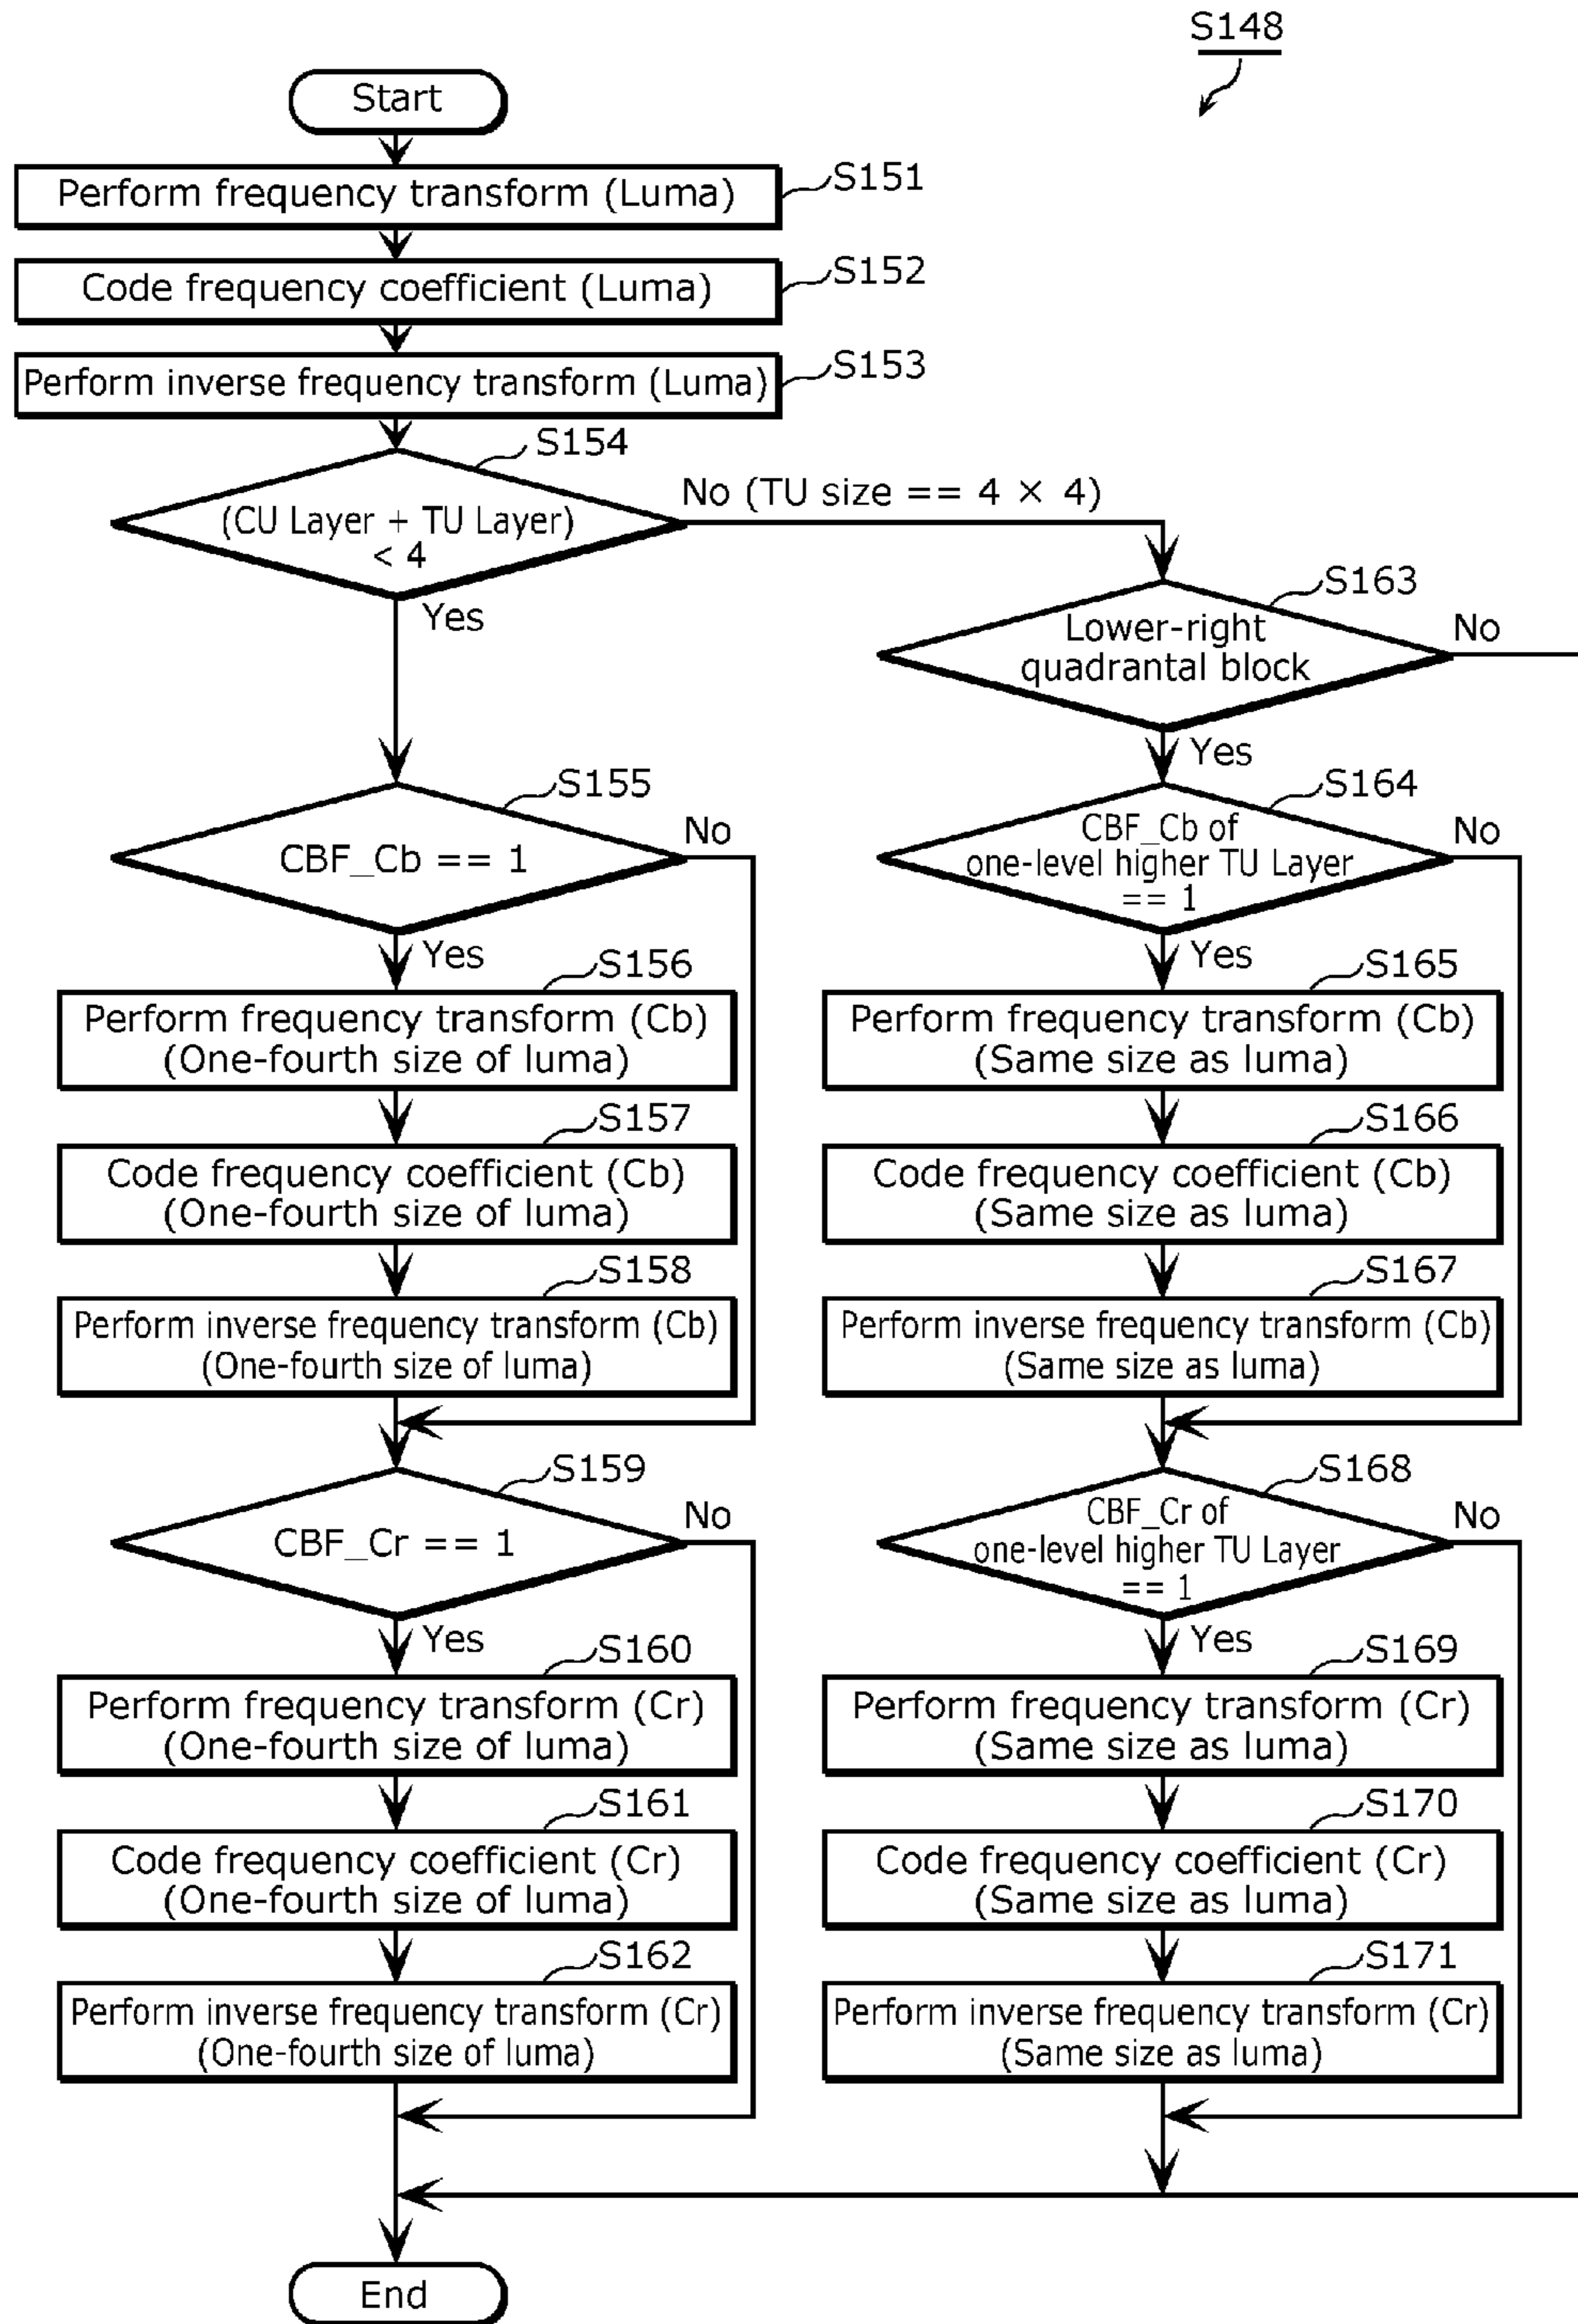 S148
Start
Perform frequency transform (Luma)
S151
Code frequency coefficient (Luma)
S152
Perform inverse frequency transform (Luma)
S153
S154
(CU Layer + TU Layer)
< 4
No (TU size == 4 × 4)
Yes
S163
Lower-right
quadrantal block
No
Yes
S155
CBF_Cb == 1
No
Yes
S156
Perform frequency transform (Cb)
(One-fourth size of luma)
S157
Code frequency coefficient (Cb)
(One-fourth size of luma)
S158
Perform inverse frequency transform (Cb)
(One-fourth size of luma)
S159
CBF_Cr == 1
No
Yes
S160
Perform frequency transform (Cr)
(One-fourth size of luma)
S161
Code frequency coefficient (Cr)
(One-fourth size of luma)
S162
Perform inverse frequency transform (Cr)
(One-fourth size of luma)
S164
CBF_Cb of
one-level higher TU Layer
== 1
No
Yes
S165
Perform frequency transform (Cb)
(Same size as luma)
S166
Code frequency coefficient (Cb)
(Same size as luma)
S167
Perform inverse frequency transform (Cb)
(Same size as luma)
S168
CBF_Cr of
one-level higher TU Layer
== 1
No
Yes
S169
Perform frequency transform (Cr)
(Same size as luma)
S170
Code frequency coefficient (Cr)
(Same size as luma)
S171
Perform inverse frequency transform (Cr)
(Same size as luma)
End